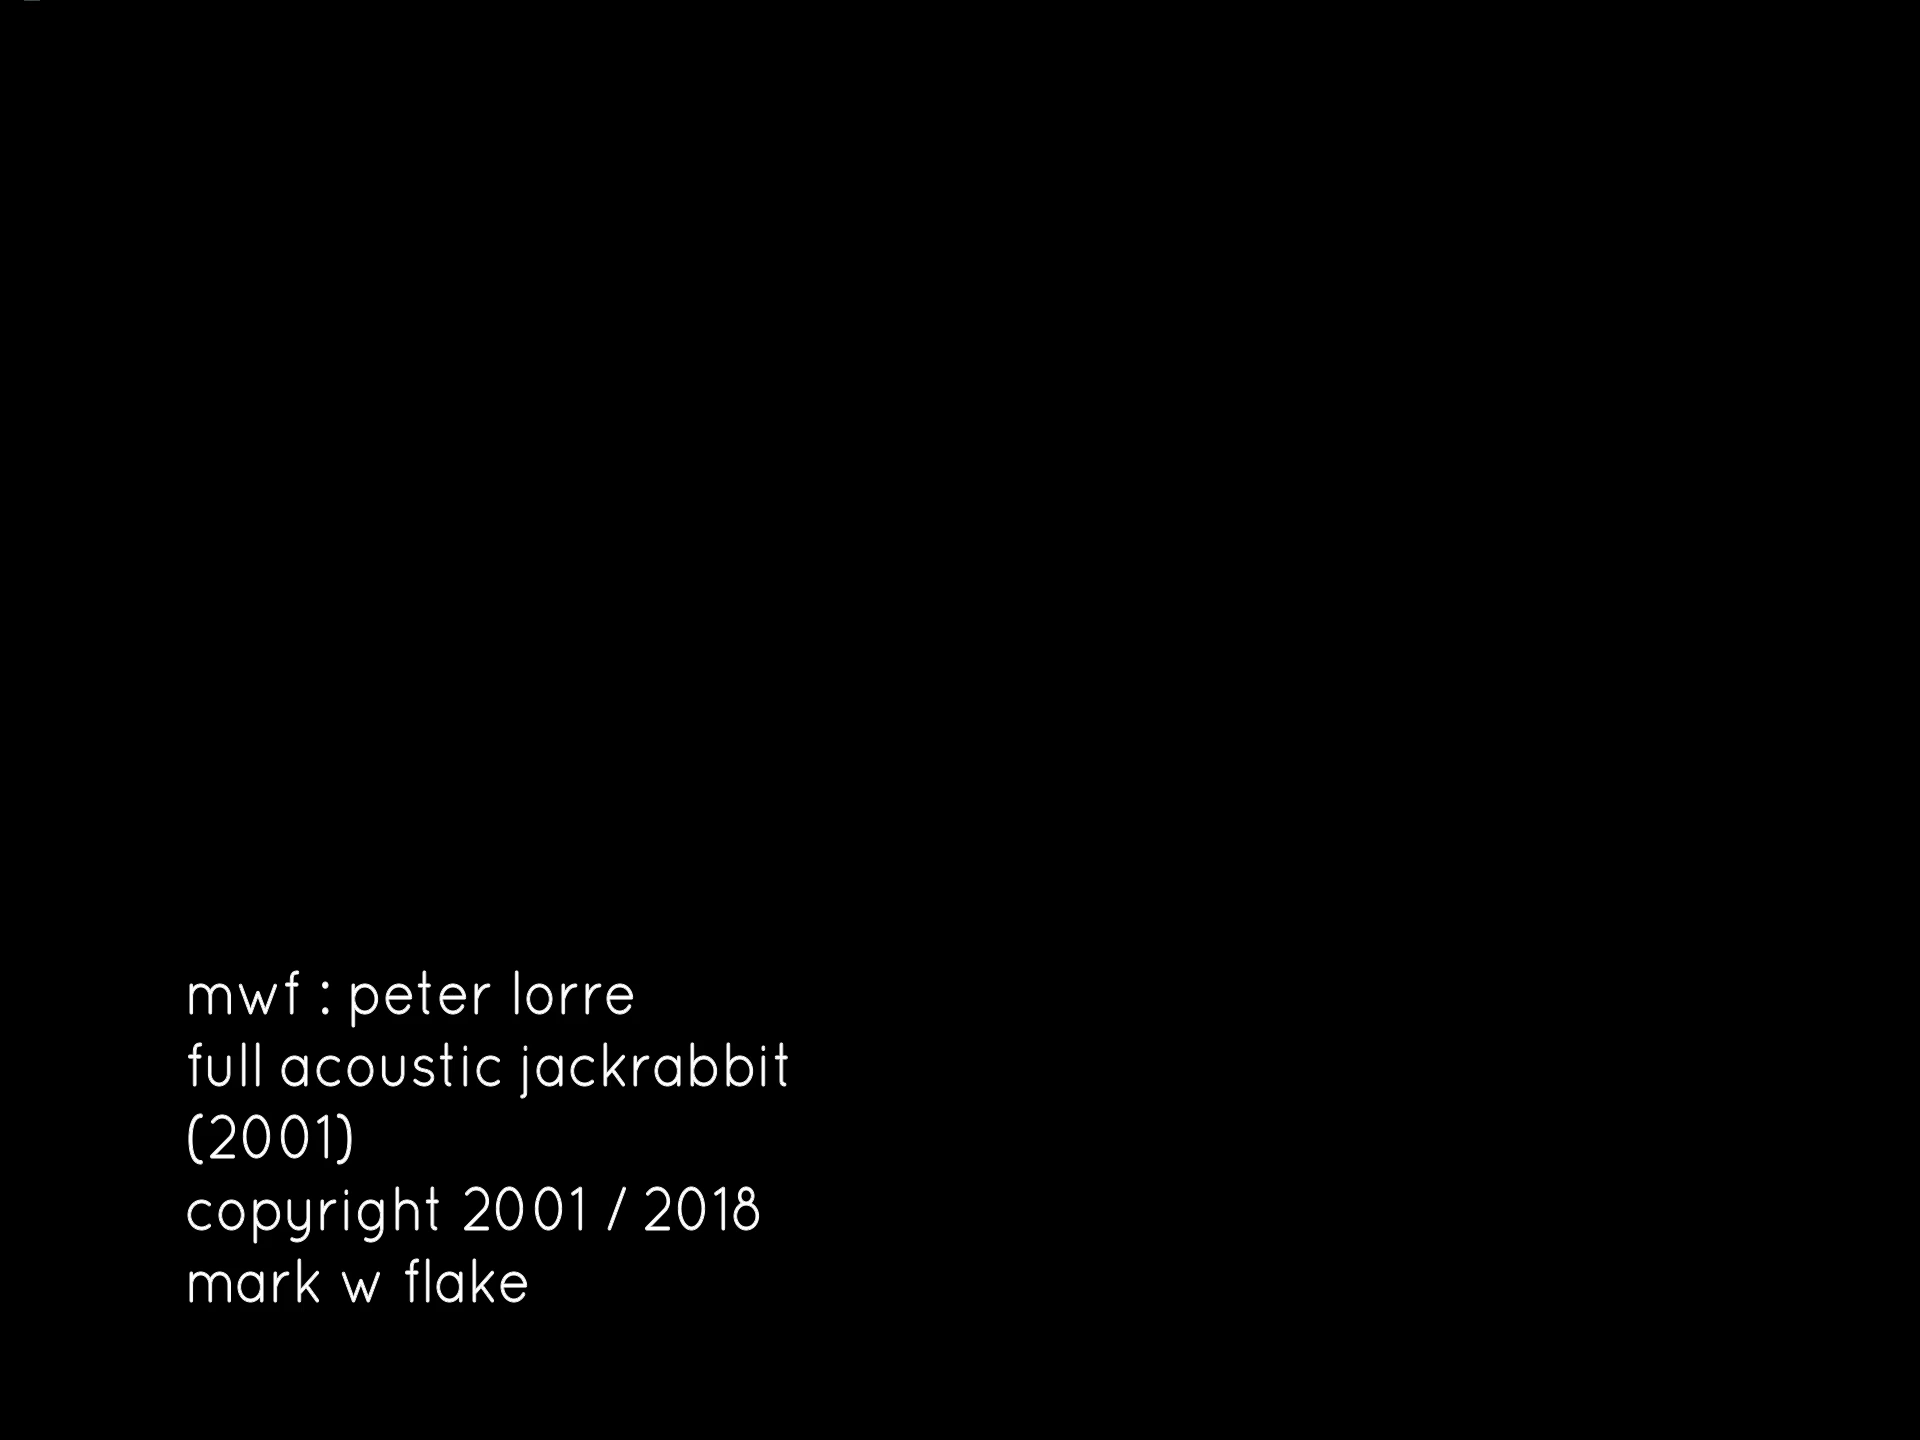 mwf : peter lorre
full acoustic jackrabbit
(2001)
copyright 2001 / 2018
mark w flake